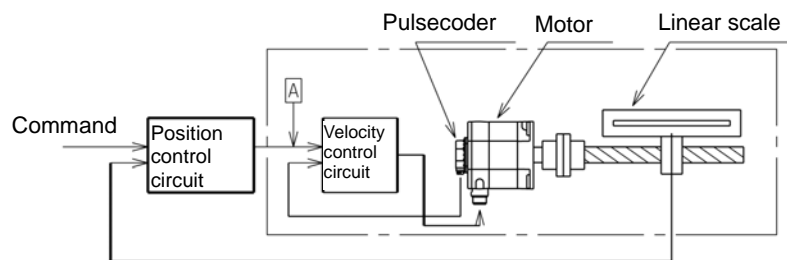 Pulsecoder
Motor
Linear scale
A
Command
Position
control
circuit
Velocity
control
circuit